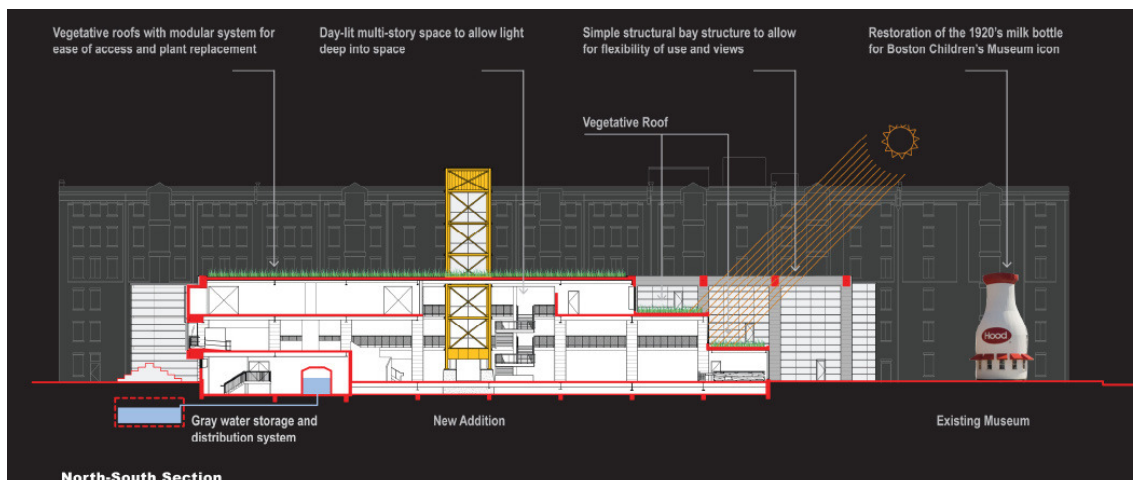 Vegetative roofs with modular system for
ease of access and plant replacement
Day-lit multi-story space to allow light
deep into space
Simple structural bay structure to allow
for flexibility of use and views
Restoration of the 1920's milk bottle
for Boston Children's Museum icon
Vegetative Roof
Hood
Gray water storage and
distribution system
New Addition
Existing Museum
North-South Section